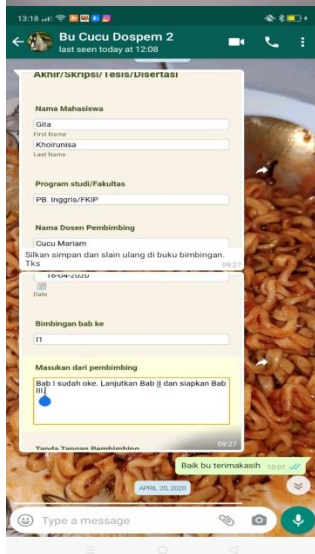 13:18
Bu Cucu Dospem 2
last seen today at 12:08
Akhir/Skripsi/Tesis/Disertasi
Nama Mahasiswa
Gita
First Name
Khoirunisa
Last Name
Program studi/Fakultas
PB. Inggris/FKIP
Nama Dosen Pembimbing
Cucu Mariam
Silkan simpan dan slain ulang di buku bimbingan.
Tks
09:27
16-04-2020
Date
Bimbingan bab ke
I1
Masukan dari pembimbing
Bab I sudah oke. Lanjutkan Bab II dan siapkan Bab
III.
Tanda Tangan Pembimbing
09:27
Baik bu terimakasih 10:01
APRIL 20, 2020
Type a message